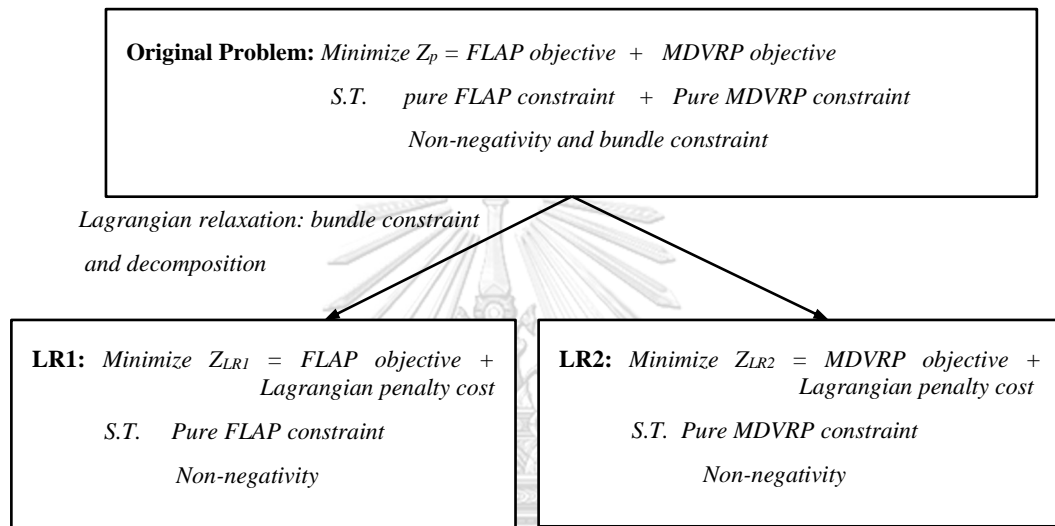 Original Problem: Minimize Zp = FLAP objective + MDVRP objective
S.T. pure FLAP constraint + Pure MDVRP constraint
Non-negativity and bundle constraint
Lagrangian relaxation: bundle constraint
and decomposition
LR1: Minimize ZLR1 = FLAP objective +
Lagrangian penalty cost
S.T. Pure FLAP constraint
Non-negativity
LR2: Minimize ZLR2 = MDVRP objective +
Lagrangian penalty cost
S.T. Pure MDVRP constraint
Non-negativity